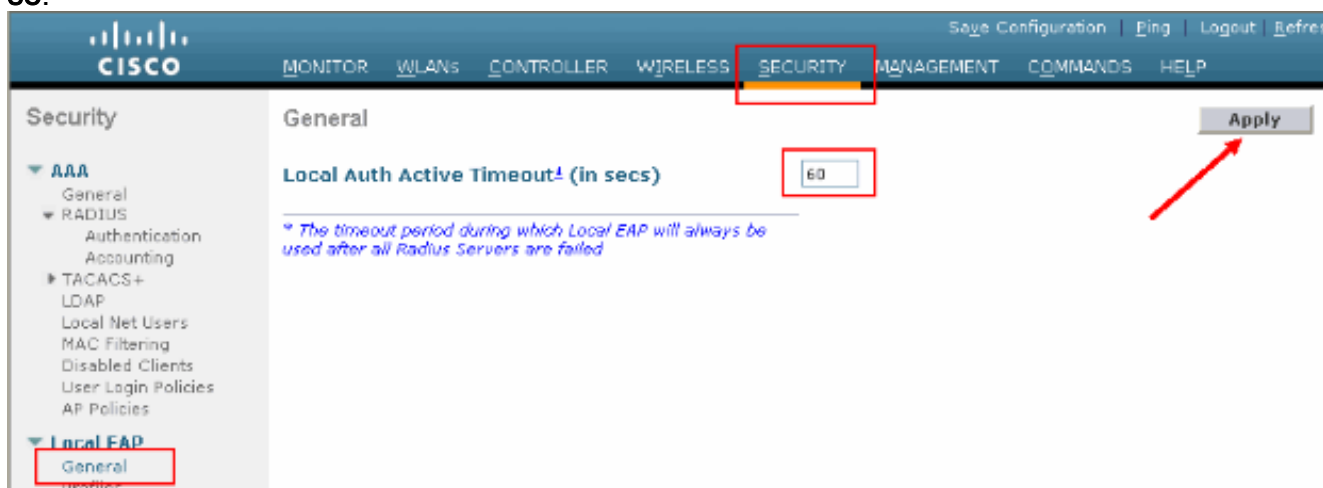 Save Configuration | Ping | Logout | Refre
CISCO
MONITOR WLANs CONTROLLER WIRELESS SECURITY MANAGEMENT COMMANDS HELP
Security
AAA
General
RADIUS
Authentication
Accounting
TACACS+
LDAP
Local Net Users
MAC Filtering
Disabled Clients
User Login Policies
AP Policies
Local EAP
General
General
Apply
Local Auth Active Timeout¹ (in secs)
60
* The timeout period during which Local EAP will always be
used after all Radius Servers are failed